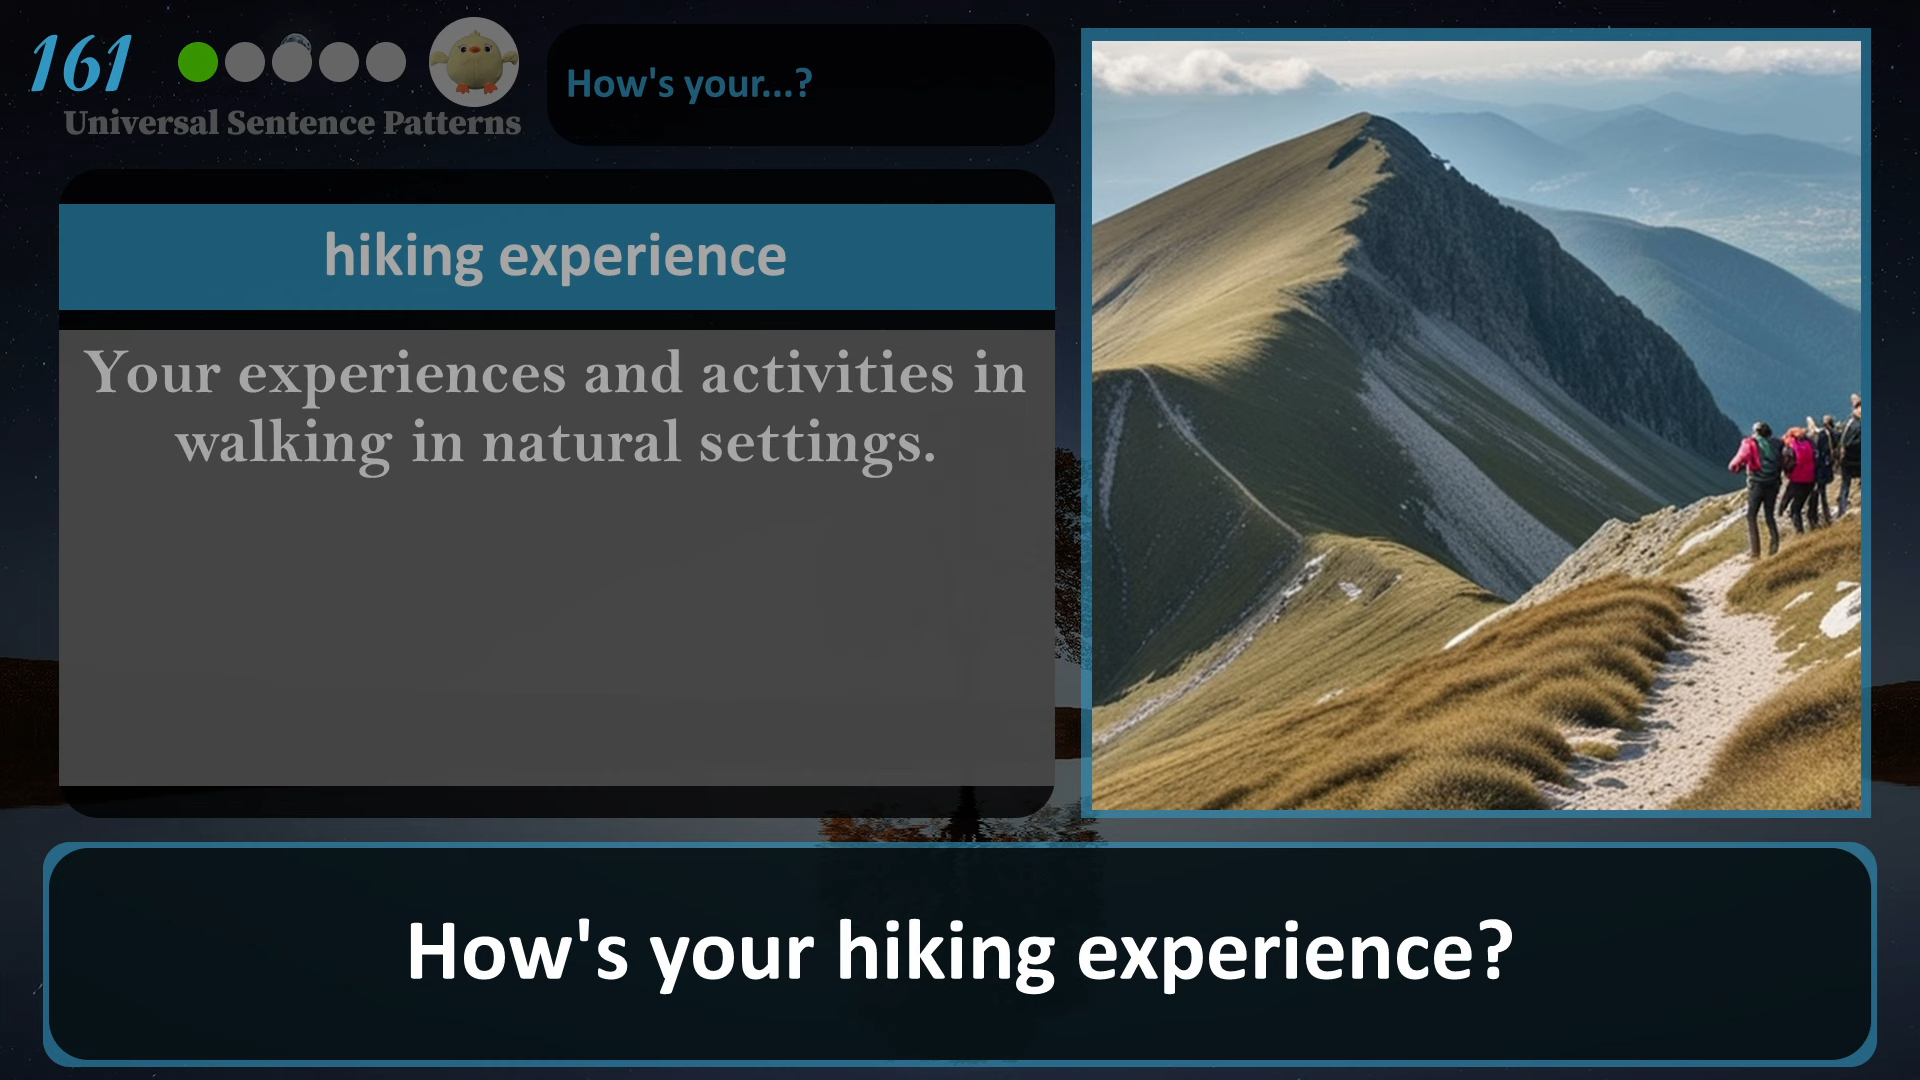 161
Universal Sentence Patterns
How's your...?
hiking experience
Your experiences and activities in
walking in natural settings.
How's your hiking experience?